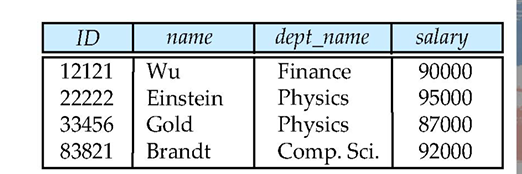 ID name dept_name salary
12121 Wu Finance 90000
22222 Einstein Physics 95000
33456 Gold Physics 87000
83821 Brandt Comp. Sci. 92000